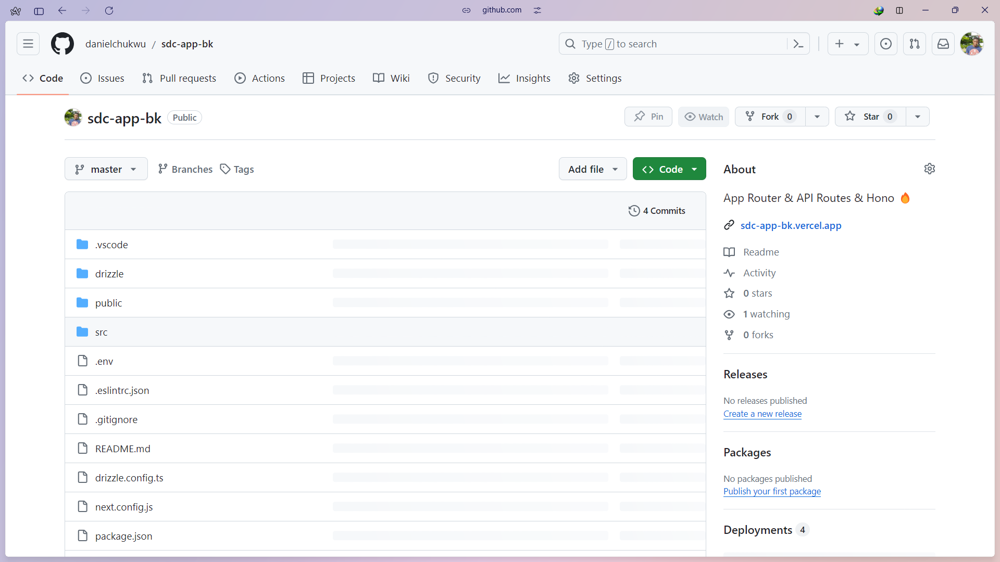 github.com
danielchukwu / sdc-app-bk
Type / to search
Code Issues Pull requests Actions Projects Wiki Security Insights Settings
sdc-app-bk Public
Pin Watch Fork 0 Star 0
master Branches Tags Add file Code
4 Commits
.vscode
drizzle
public
src
.env
.eslintrc.json
.gitignore
README.md
drizzle.config.ts
next.config.js
package.json
About
App Router & API Routes & Hono 🔥
sdc-app-bk.vercel.app
Readme
Activity
0 stars
1 watching
0 forks
Releases
No releases published
Create a new release
Packages
No packages published
Publish your first package
Deployments 4